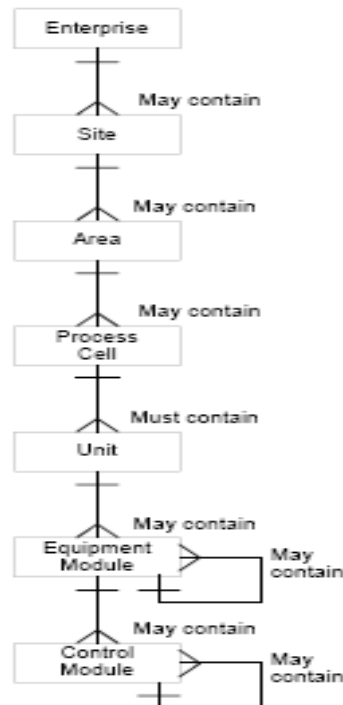 Enterprise
May contain
Site
May contain
Area
May contain
Process
Cell
Must contain
Unit
May contain
Equipment
Module
May
contain
May contain
Control
Module
May
contain